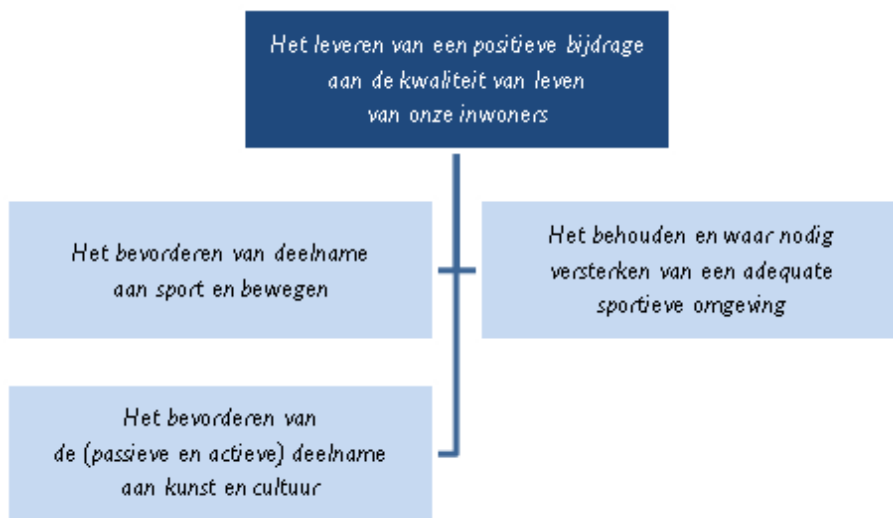 Het leveren van een positieve bijdrage
aan de kwaliteit van leven
van onze inwoners
Het bevorderen van deelname
aan sport en bewegen
Het behouden en waar nodig
versterken van een adequate
sportieve omgeving
Het bevorderen van
de (passieve en actieve) deelname
aan kunst en cultuur